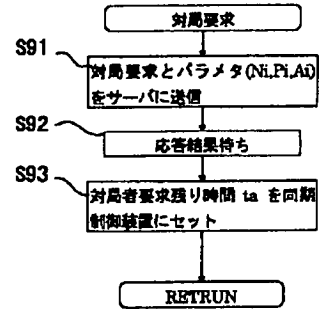 対局要求
S91
対局要求とパラメタ(Ni,Pi,Ai)
をサーバに送信
S92
応答結果待ち
S93
対局者要求残り時間 ta を同期
制御装置にセット
RETRUN